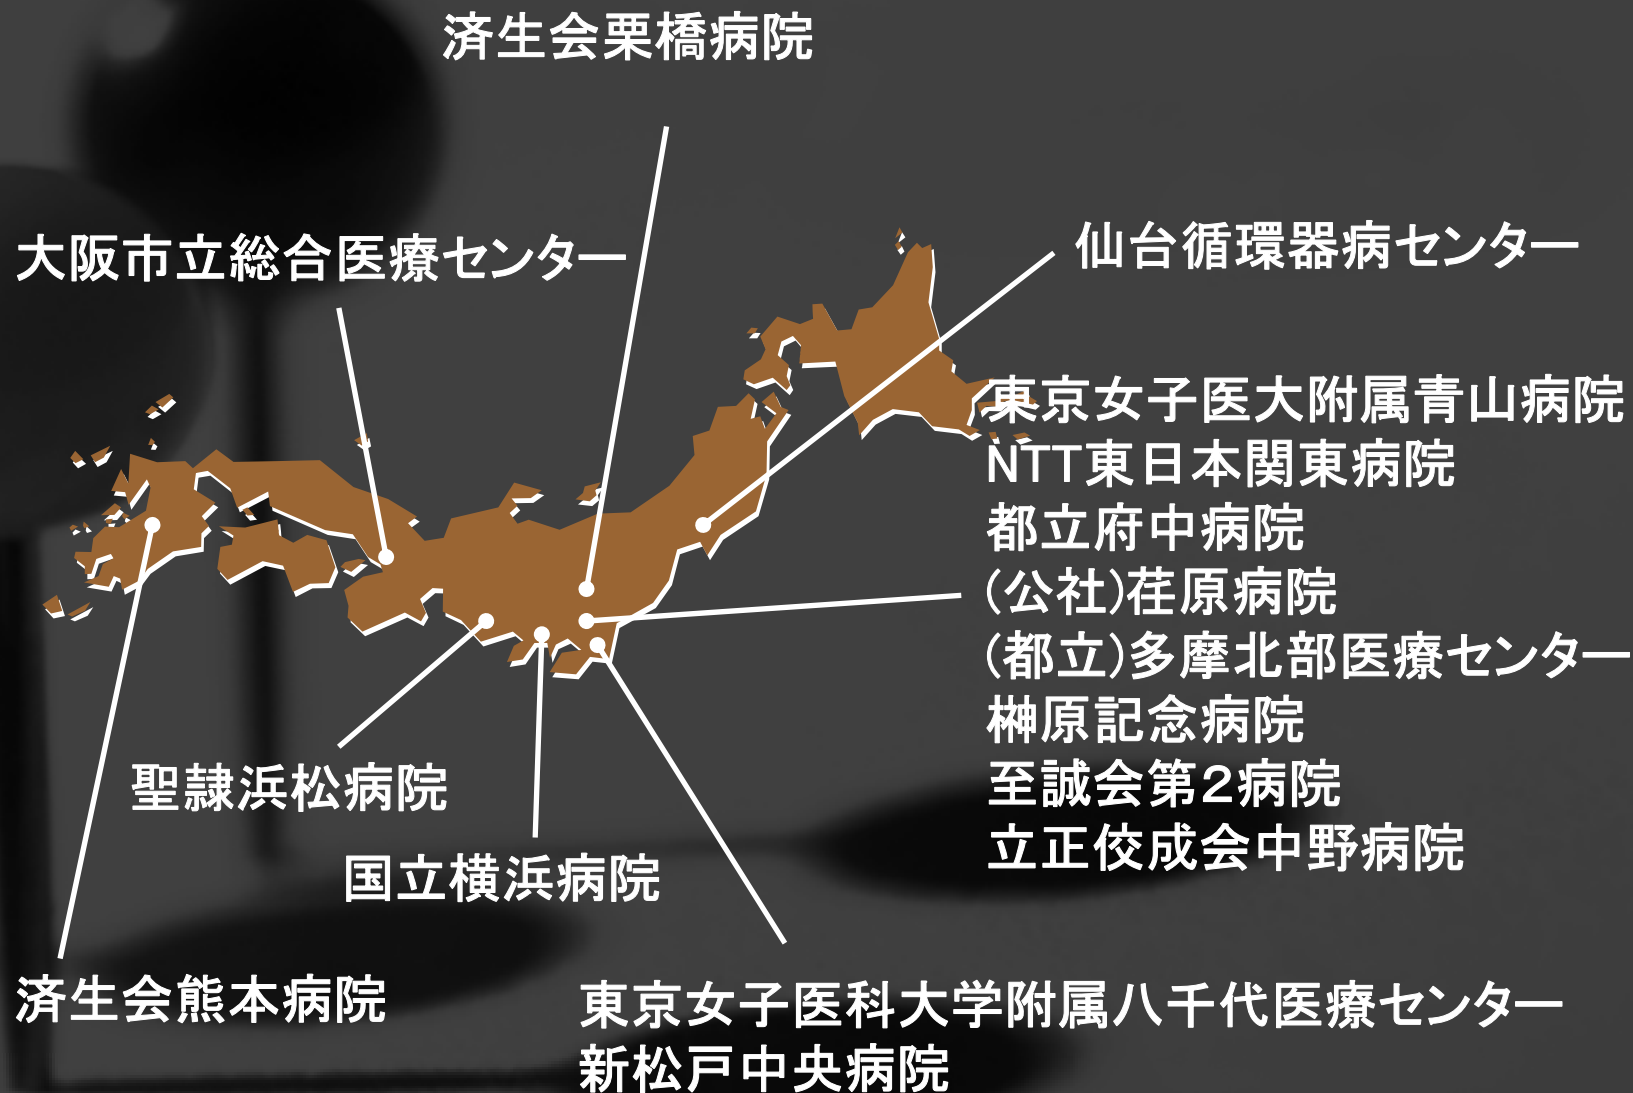 済生会栗橋病院
大阪市立総合医療センター
仙台循環器病センター
東京女子医大附属青山病院
NTT東日本関東病院
都立府中病院
(公社)荏原病院
(都立)多摩北部医療センター
榊原記念病院
至誠会第２病院
立正佼成会中野病院
聖隷浜松病院
国立横浜病院
済生会熊本病院
東京女子医科大学附属八千代医療センター
新松戸中央病院